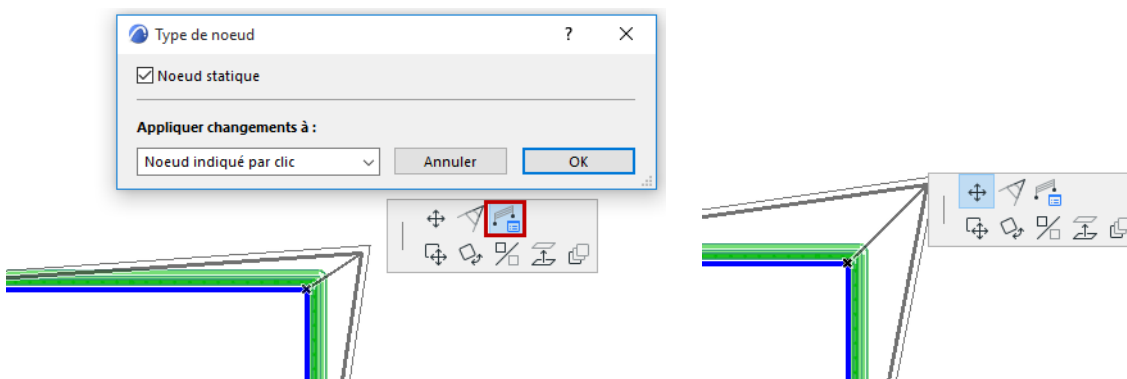 Type de noeud
Noeud statique
Appliquer changements à :
Noeud indiqué par clic
Annuler
OK